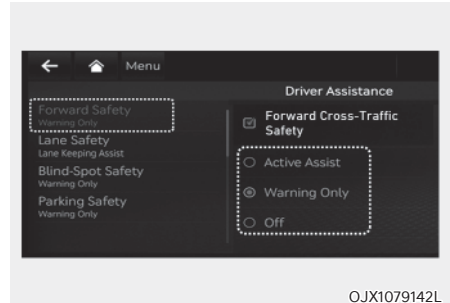 Menu
Driver Assistance
Forward Safety
Warning Only
Lane Safety
Lane Keeping Assist
Blind-Spot Safety
Warning Only
Parking Safety
Warning Only
Forward Cross-Traffic
Safety
Active Assist
Warning Only
Off
OJX1079142L